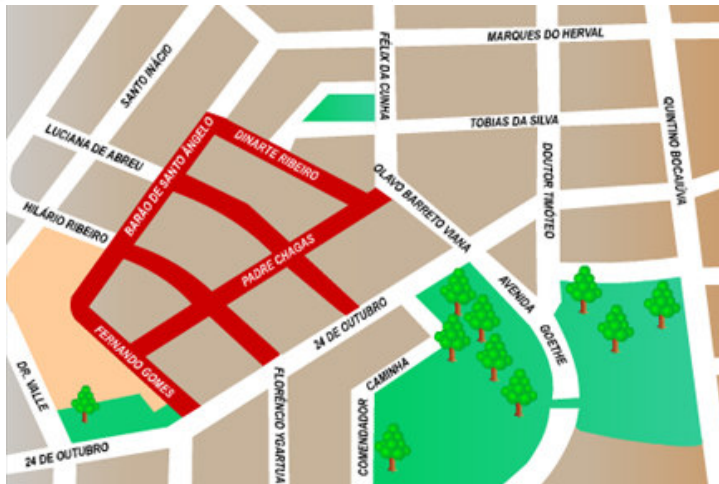 MARQUES DO HERVAL
SANTO INÁCIO
FÉLIX DA CUNHA
QUINTINO BOCAIÚVA
TOBIAS DA SILVA
LUCIANA DE ABREU
DINARTE RIBEIRO
DOUTOR TIMÓTEO
BARÃO DE SANTO ÂNGELO
OLAVO BARRETO VIANA
HILÁRIO RIBEIRO
PADRE CHAGAS
AVENIDA GOETHE
24 DE OUTUBRO
FERNANDO GOMES
DR. VALLE
FLORÊNCIO YGARTUA
COMENDADOR CAMINHA
24 DE OUTUBRO